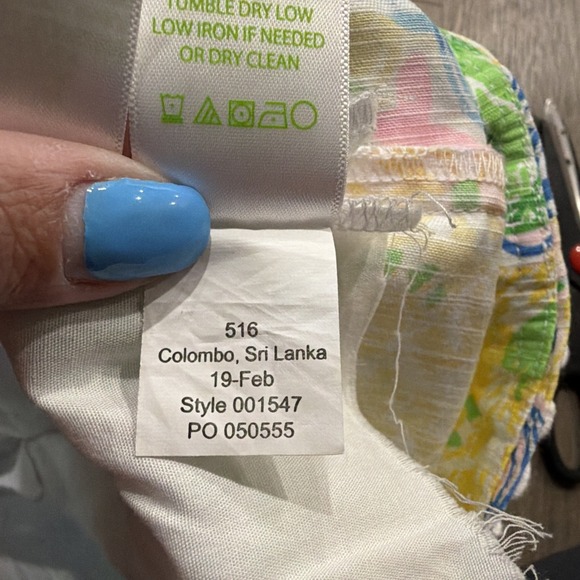 TUMBLE DRY LOW
LOW IRON IF NEEDED
OR DRY CLEAN
516
Colombo, Sri Lanka
19-Feb
Style 001547
PO 050555